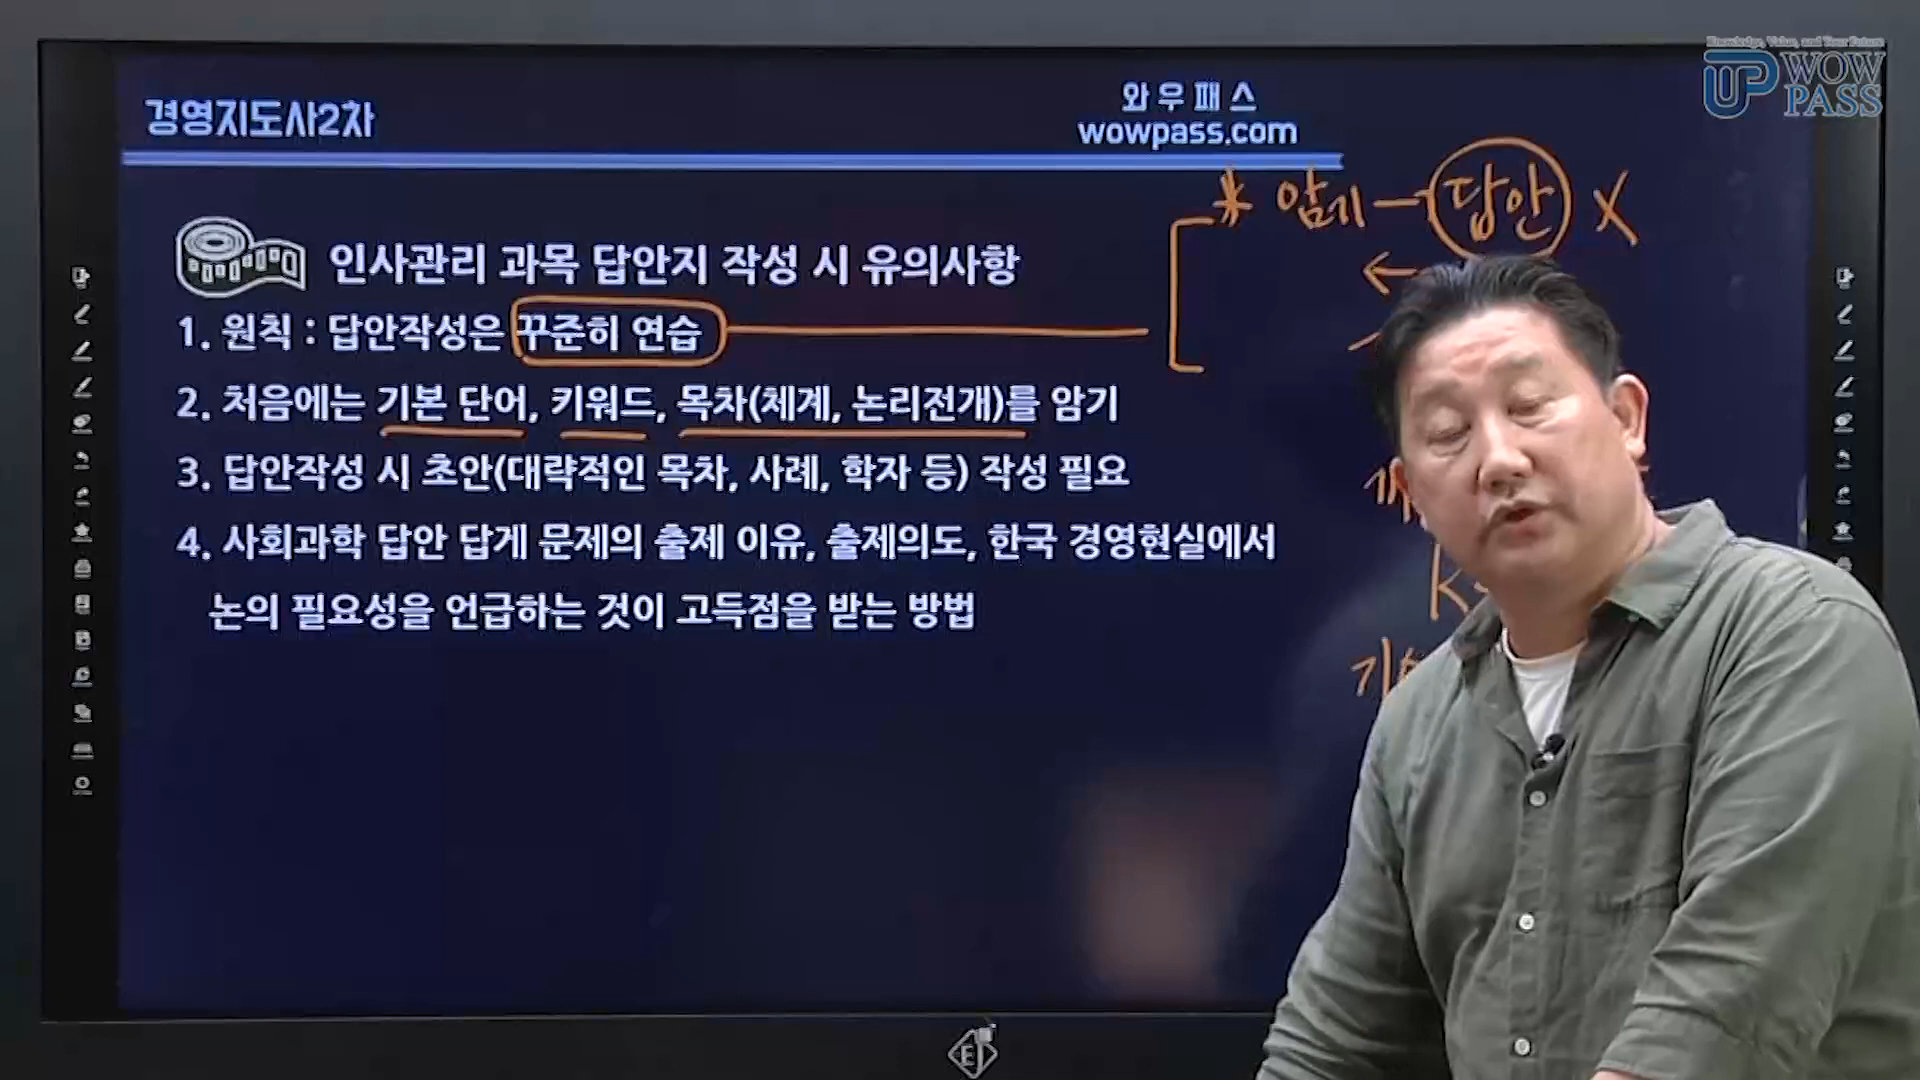 Knowledge, Value, and Your Future
UP WOW
PASS
경영지도사2차
와우패스
wowpass.com
* 암기 - 답안 X
인사관리 과목 답안지 작성 시 유의사항
1. 원칙 : 답안작성은 꾸준히 연습
2. 처음에는 기본 단어, 키워드, 목차(체계, 논리전개)를 암기
3. 답안작성 시 초안(대략적인 목차, 사례, 학자 등) 작성 필요
4. 사회과학 답안 답게 문제의 출제 이유, 출제의도, 한국 경영현실에서
논의 필요성을 언급하는 것이 고득점을 받는 방법